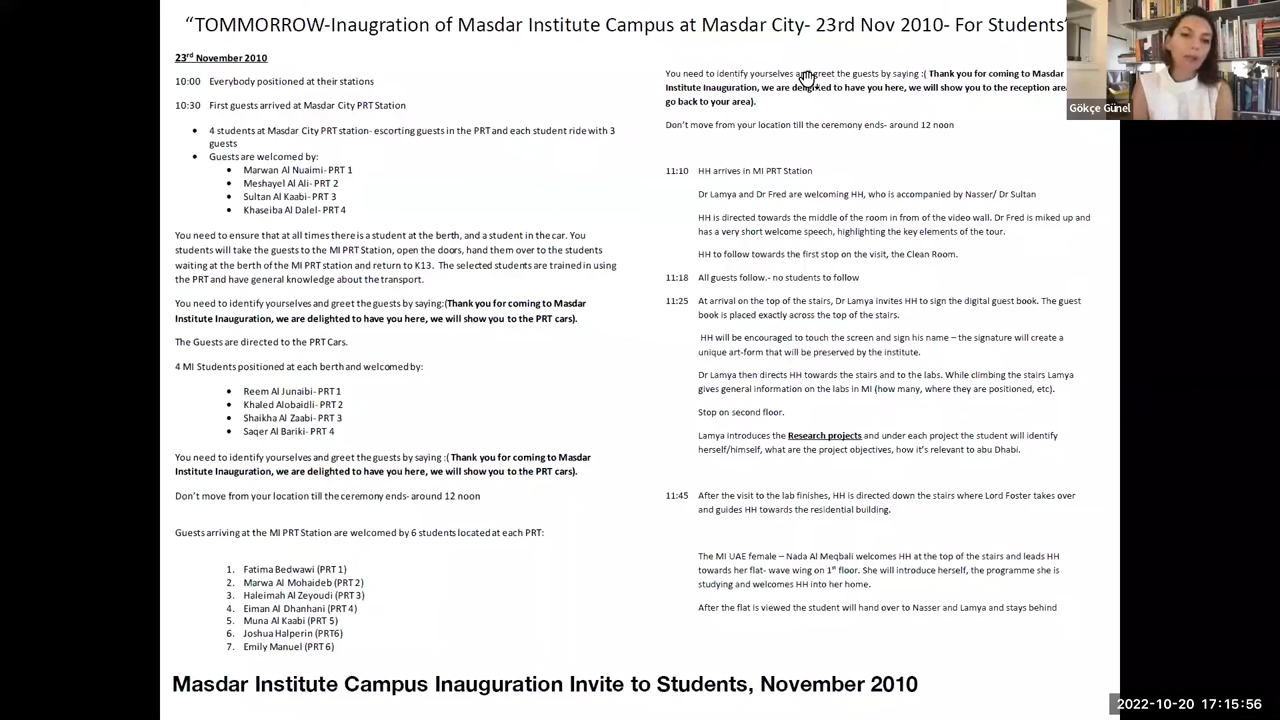 “TOMMORROW-Inaugration of Masdar Institute Campus at Masdar City- 23rd Nov 2010- For Students”
23rd November 2010
10:00 Everybody positioned at their stations
10:30 First guests arrived at Masdar City PRT Station
• 4 students at Masdar City PRT station- escorting guests in the PRT and each student ride with 3
guests
• Guests are welcomed by:
• Marwan Al Nuaimi- PRT 1
• Meshayel Al Ali- PRT 2
• Sultan Al Kaabi- PRT 3
• Khaseiba Al Dalel- PRT 4
You need to ensure that at all times there is a student at the berth, and a student in the car. You
students will take the guests to the MI PRT Station, open the doors, hand them over to the students
waiting at the berth of the MI PRT station and return to K13. The selected students are trained in using
the PRT and have general knowledge about the transport.
You need to identify yourselves and greet the guests by saying:(Thank you for coming to Masdar
Institute Inauguration, we are delighted to have you here, we will show you to the PRT cars).
The Guests are directed to the PRT Cars.
4 MI Students positioned at each berth and welcomed by:
• Reem Al Junaibi- PRT 1
• Khaled Alobaidli- PRT 2
• Shaikha Al Zaabi- PRT 3
• Saqer Al Bariki- PRT 4
You need to identify yourselves and greet the guests by saying :( Thank you for coming to Masdar
Institute Inauguration, we are delighted to have you here, we will show you to the PRT cars).
Don’t move from your location till the ceremony ends- around 12 noon
Guests arriving at the MI PRT Station are welcomed by 6 students located at each PRT:
1. Fatima Bedwawi (PRT 1)
2. Marwa Al Mohaideb (PRT 2)
3. Haleimah Al Zeyoudi (PRT 3)
4. Eiman Al Dhanhani (PRT 4)
5. Muna Al Kaabi (PRT 5)
6. Joshua Halperin (PRT6)
7. Emily Manuel (PRT 6)
You need to identify yourselves and greet the guests by saying :( Thank you for coming to Masdar
Institute Inauguration, we are delighted to have you here, we will show you to the reception
go back to your area).
Don’t move from your location till the ceremony ends- around 12 noon
11:10 HH arrives in MI PRT Station
Dr Lamya and Dr Fred are welcoming HH, who is accompanied by Nasser/ Dr Sultan
HH is directed towards the middle of the room in from of the video wall. Dr Fred is miked up and
has a very short welcome speech, highlighting the key elements of the tour.
HH to follow towards the first stop on the visit, the Clean Room.
11:18 All guests follow.- no students to follow
11:25 At arrival on the top of the stairs, Dr Lamya invites HH to sign the digital guest book. The guest
book is placed exactly across the top of the stairs.
HH will be encouraged to touch the screen and sign his name – the signature will create a
unique art-form that will be preserved by the institute.
Dr Lamya then directs HH towards the stairs and to the labs. While climbing the stairs Lamya
gives general information on the labs in MI (how many, where they are positioned, etc).
Stop on second floor.
Lamya introduces the Research projects and under each project the student will identify
herself/himself, what are the project objectives, how it’s relevant to abu Dhabi.
11:45 After the visit to the lab finishes, HH is directed down the stairs where Lord Foster takes over
and guides HH towards the residential building.
The MI UAE female – Nada Al Meqbali welcomes HH at the top of the stairs and leads HH
towards her flat- wave wing on 1st floor. She will introduce herself, the programme she is
studying and welcomes HH into her home.
After the flat is viewed the student will hand over to Nasser and Lamya and stays behind
Masdar Institute Campus Inauguration Invite to Students, November 2010
Gökçe Günel
2022-10-20 17:15:56